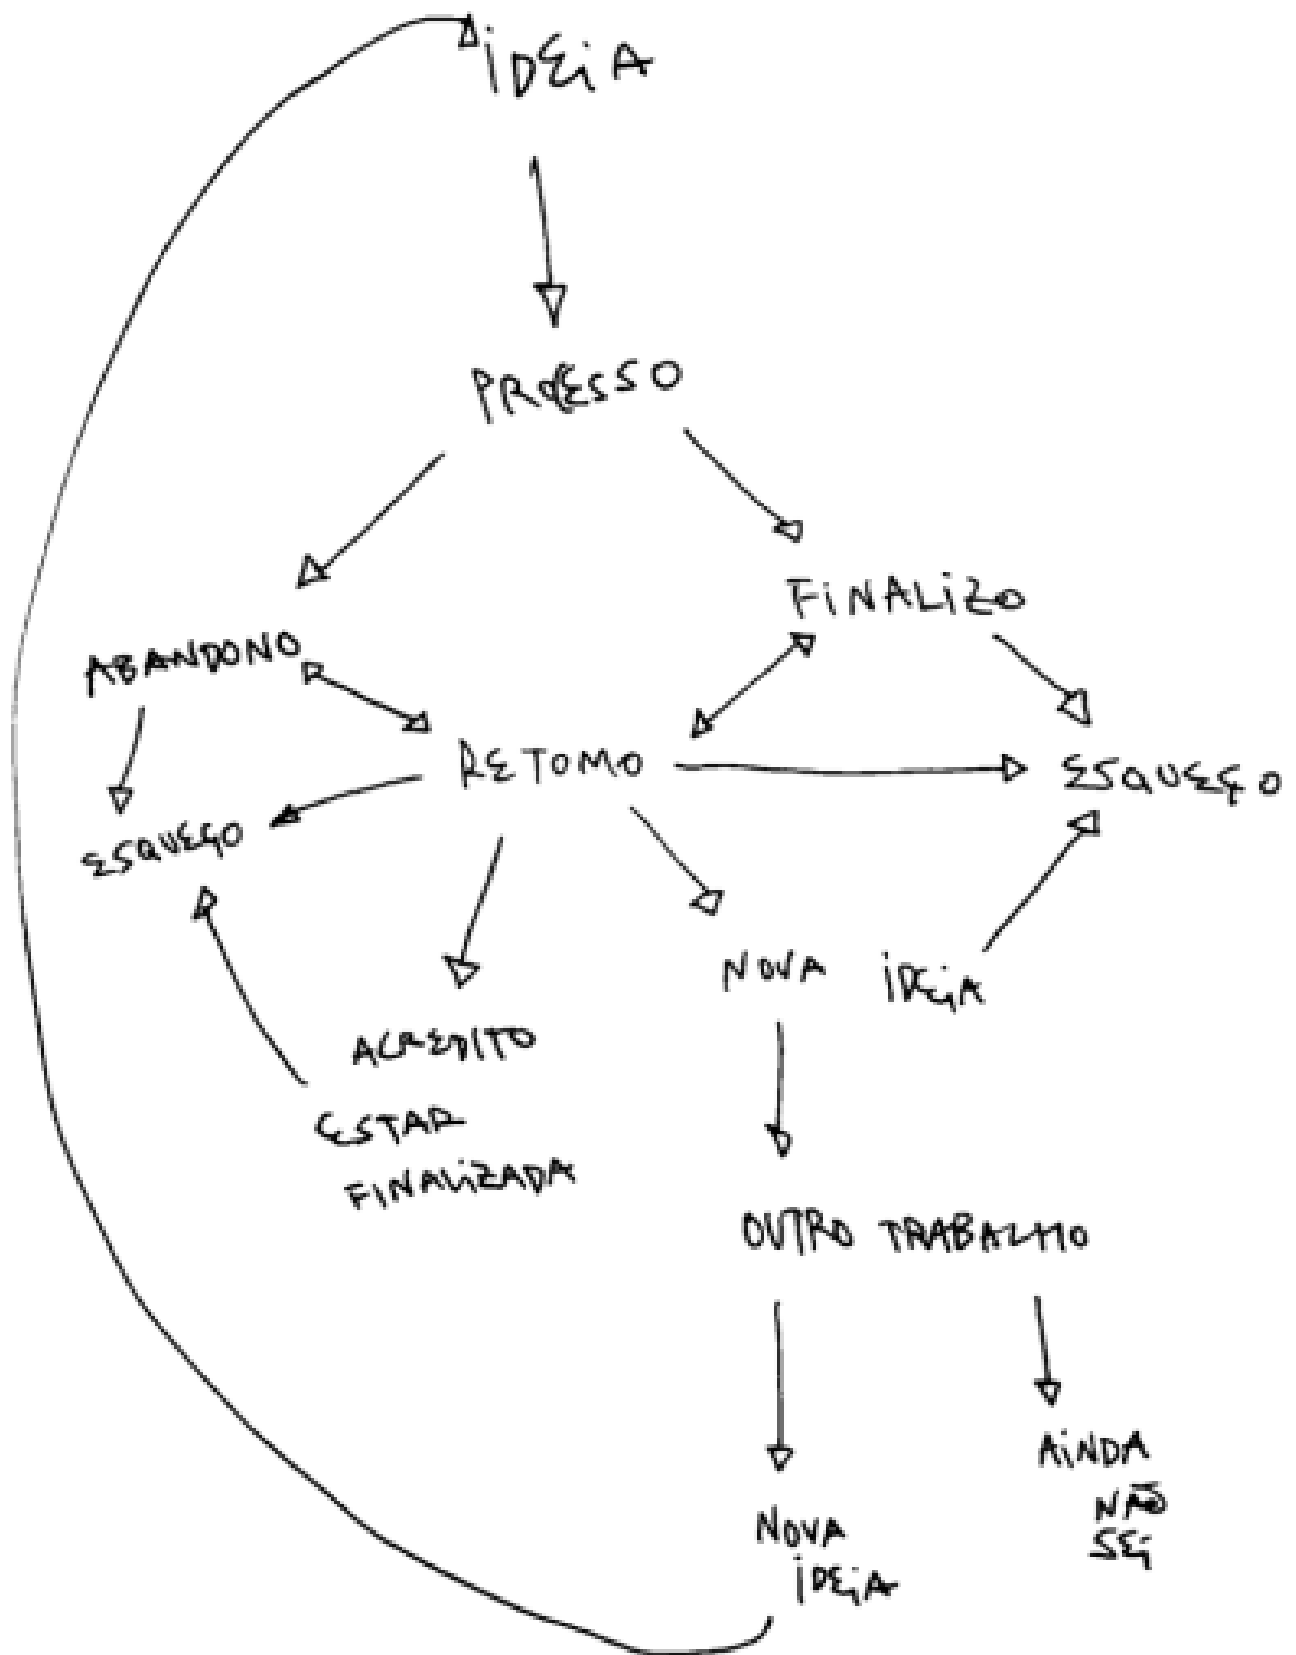 IDEIA
PROCESSO
FINALIZO
ABANDONO
RETOMO
ESQUEÇO
ESQUEÇO
NOVA IDEIA
ACREDITO
ESTAR
FINALIZADA
OUTRO TRABALHO
AINDA
NÃO
SEI
NOVA
IDEIA